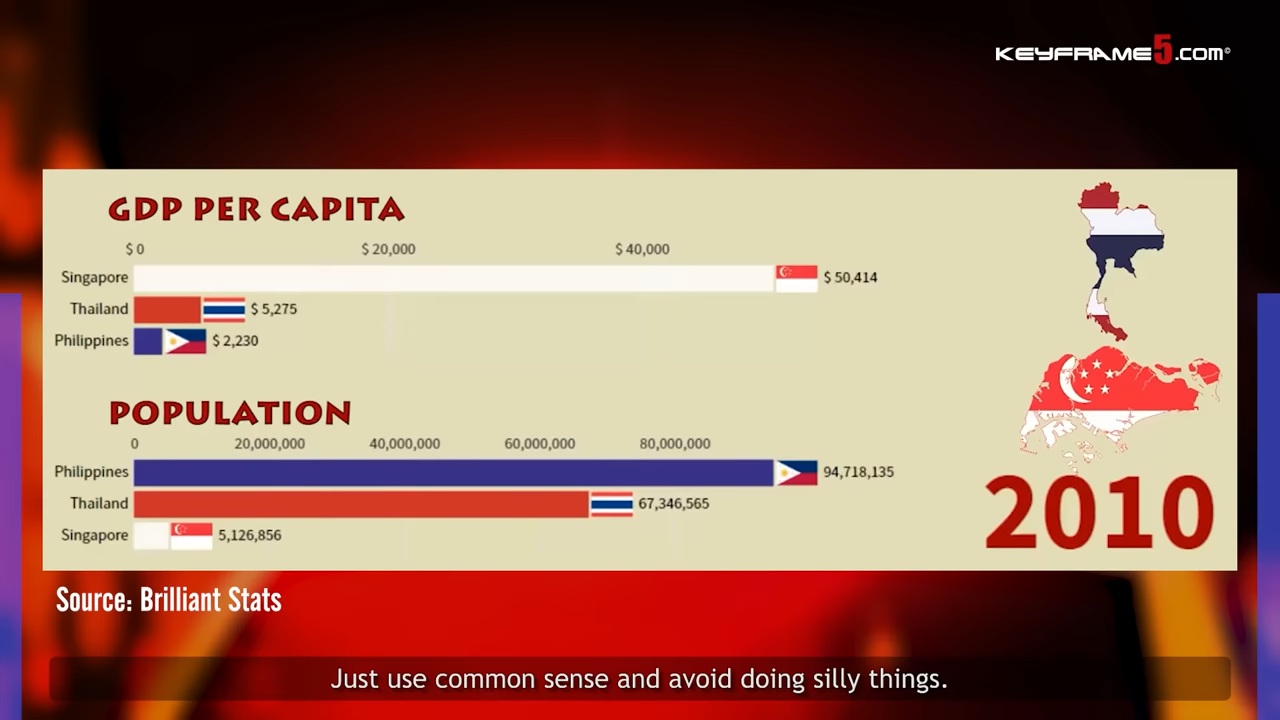 KEYFRAME5.COM©
GDP PER CAPITA
$ 0 $ 20,000 $ 40,000
Singapore $ 50,414
Thailand $ 5,275
Philippines $ 2,230
POPULATION
0 20,000,000 40,000,000 60,000,000 80,000,000
Philippines 94,718,135
Thailand 67,346,565
Singapore 5,126,856
2010
Source: Brilliant Stats
Just use common sense and avoid doing silly things.